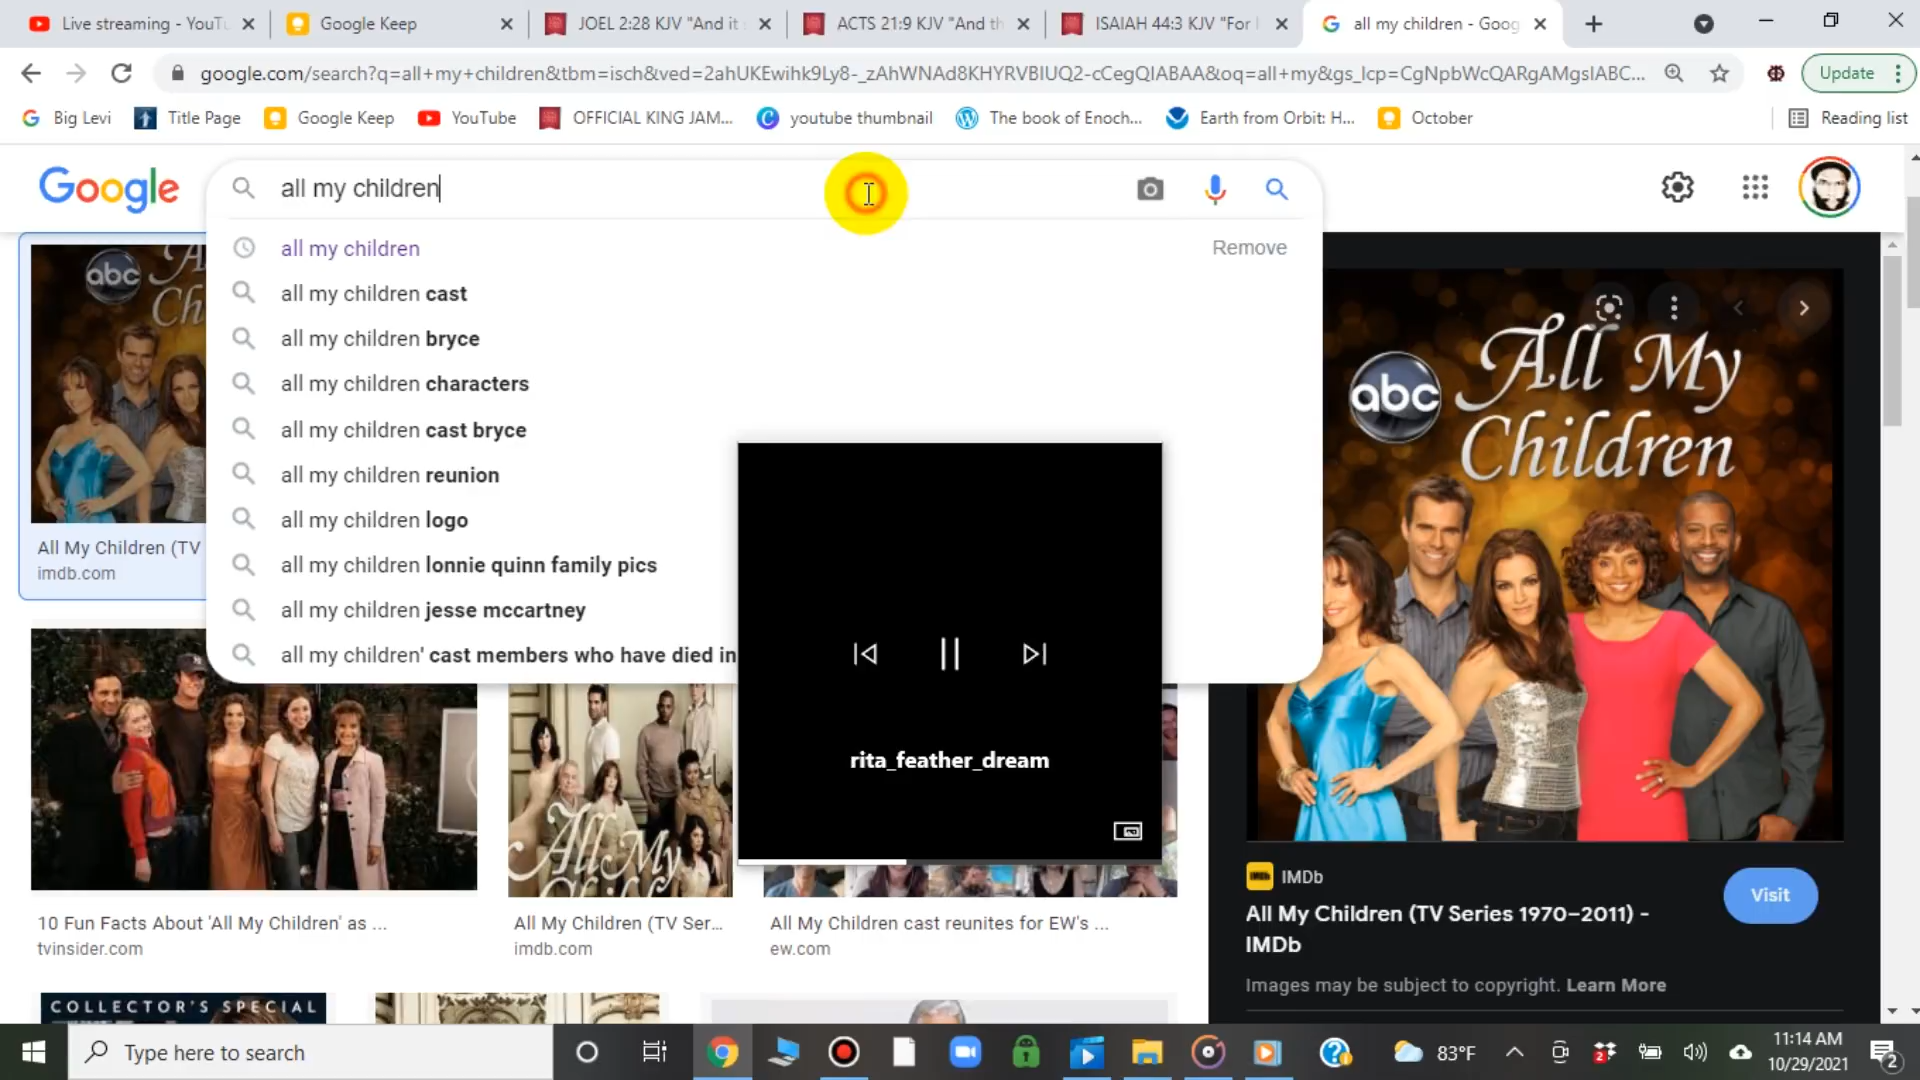 Live streaming - YouTu
Google Keep
JOEL 2:28 KJV "And it s
ACTS 21:9 KJV "And th
ISAIAH 44:3 KJV "For I
all my children - Goog
google.com/search?q=all+my+children&tbm=isch&ved=2ahUKEwihk9Ly8-_zAhWNAd8KHYRVBIUQ2-cCegQIABAA&oq=all+my&gs_lcp=CgNpbWcQARgAMgsIABC...
Update
Big Levi
Title Page
Google Keep
YouTube
OFFICIAL KING JAM...
youtube thumbnail
The book of Enoch...
Earth from Orbit: H...
October
Reading list
Google
all my children
all my children
Remove
all my children cast
all my children bryce
all my children characters
all my children cast bryce
all my children reunion
all my children logo
all my children lonnie quinn family pics
all my children jesse mccartney
all my children' cast members who have died in
abc
All My Children (TV
imdb.com
rita_feather_dream
abc
All My
Children
All My
10 Fun Facts About 'All My Children' as ...
tvinsider.com
All My Children (TV Ser...
imdb.com
All My Children cast reunites for EW's ...
ew.com
IMDb
Visit
All My Children (TV Series 1970–2011) -
IMDb
Images may be subject to copyright. Learn More
COLLECTOR'S SPECIAL
Type here to search
83°F
11:14 AM
10/29/2021
2